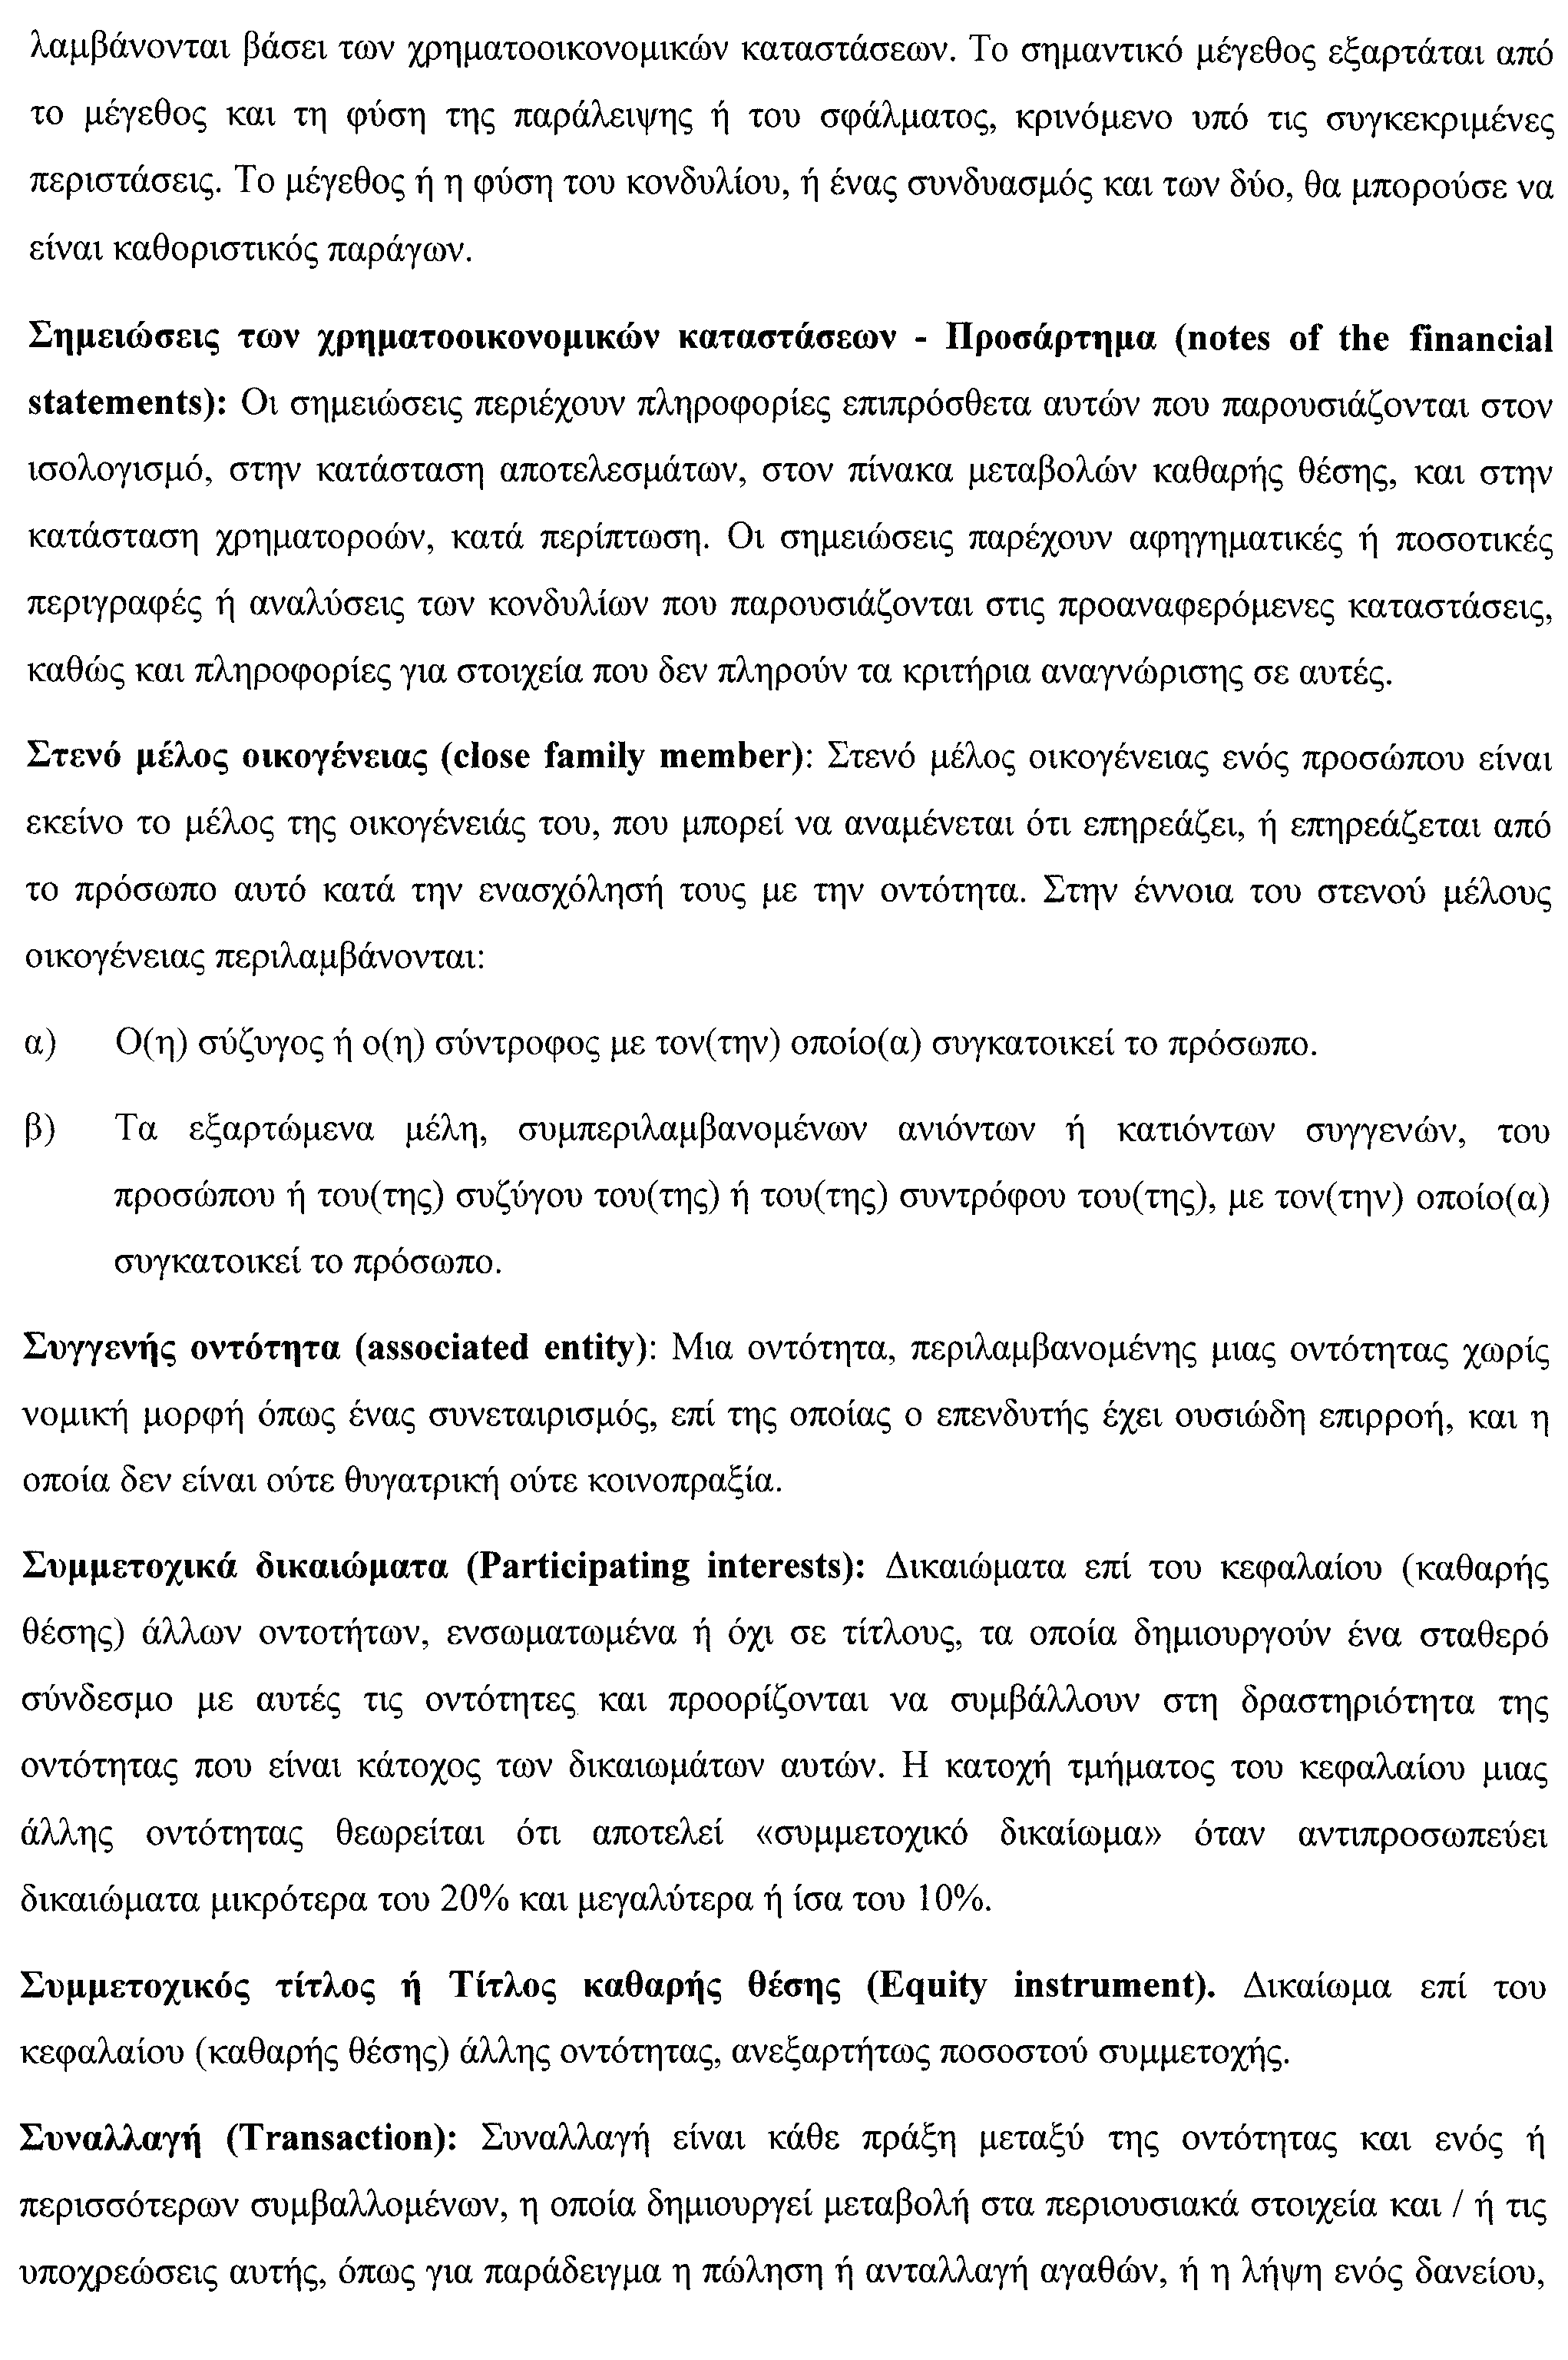 λαμβάνονται βάσει των χρηματοοικονομικών καταστάσεων. Το σημαντικό μέγεθος εξαρτάται από
το μέγεθος και τη φύση της παράλειψης ή του σφάλματος, κρινόμενο υπό τις συγκεκριμένες
περιστάσεις. Το μέγεθος ή η φύση του κονδυλίου, ή ένας συνδυασμός και των δύο, θα μπορούσε να
είναι καθοριστικός παράγων.
Σημειώσεις των χρηματοοικονομικών καταστάσεων - Προσάρτημα (notes of the financial
statements): Οι σημειώσεις περιέχουν πληροφορίες επιπρόσθετα αυτών που παρουσιάζονται στον
ισολογισμό, στην κατάσταση αποτελεσμάτων, στον πίνακα μεταβολών καθαρής θέσης, και στην
κατάσταση χρηματοροών, κατά περίπτωση. Οι σημειώσεις παρέχουν αφηγηματικές ή ποσοτικές
περιγραφές ή αναλύσεις των κονδυλίων που παρουσιάζονται στις προαναφερόμενες καταστάσεις,
καθώς και πληροφορίες για στοιχεία που δεν πληρούν τα κριτήρια αναγνώρισης σε αυτές.
Στενό μέλος οικογένειας (close family member): Στενό μέλος οικογένειας ενός προσώπου είναι
εκείνο το μέλος της οικογένειάς του, που μπορεί να αναμένεται ότι επηρεάζει, ή επηρεάζεται από
το πρόσωπο αυτό κατά την ενασχόλησή τους με την οντότητα. Στην έννοια του στενού μέλους
οικογένειας περιλαμβάνονται:
α) Ο(η) σύζυγος ή ο(η) σύντροφος με τον(την) οποίο(α) συγκατοικεί το πρόσωπο.
β) Τα εξαρτώμενα μέλη, συμπεριλαμβανομένων ανιόντων ή κατιόντων συγγενών, του
προσώπου ή του(της) συζύγου του(της) ή του(της) συντρόφου του(της), με τον(την) οποίο(α)
συγκατοικεί το πρόσωπο.
Συγγενής οντότητα (associated entity): Μια οντότητα, περιλαμβανομένης μιας οντότητας χωρίς
νομική μορφή όπως ένας συνεταιρισμός, επί της οποίας ο επενδυτής έχει ουσιώδη επιρροή, και η
οποία δεν είναι ούτε θυγατρική ούτε κοινοπραξία.
Συμμετοχικά δικαιώματα (Participating interests): Δικαιώματα επί του κεφαλαίου (καθαρής
θέσης) άλλων οντοτήτων, ενσωματωμένα ή όχι σε τίτλους, τα οποία δημιουργούν ένα σταθερό
σύνδεσμο με αυτές τις οντότητες και προορίζονται να συμβάλλουν στη δραστηριότητα της
οντότητας που είναι κάτοχος των δικαιωμάτων αυτών. Η κατοχή τμήματος του κεφαλαίου μιας
άλλης οντότητας θεωρείται ότι αποτελεί «συμμετοχικό δικαίωμα» όταν αντιπροσωπεύει
δικαιώματα μικρότερα του 20% και μεγαλύτερα ή ίσα του 10%.
Συμμετοχικός τίτλος ή Τίτλος καθαρής θέσης (Equity instrument). Δικαίωμα επί του
κεφαλαίου (καθαρής θέσης) άλλης οντότητας, ανεξαρτήτως ποσοστού συμμετοχής.
Συναλλαγή (Transaction): Συναλλαγή είναι κάθε πράξη μεταξύ της οντότητας και ενός ή
περισσότερων συμβαλλομένων, η οποία δημιουργεί μεταβολή στα περιουσιακά στοιχεία και / ή τις
υποχρεώσεις αυτής, όπως για παράδειγμα η πώληση ή ανταλλαγή αγαθών, ή η λήψη ενός δανείου,